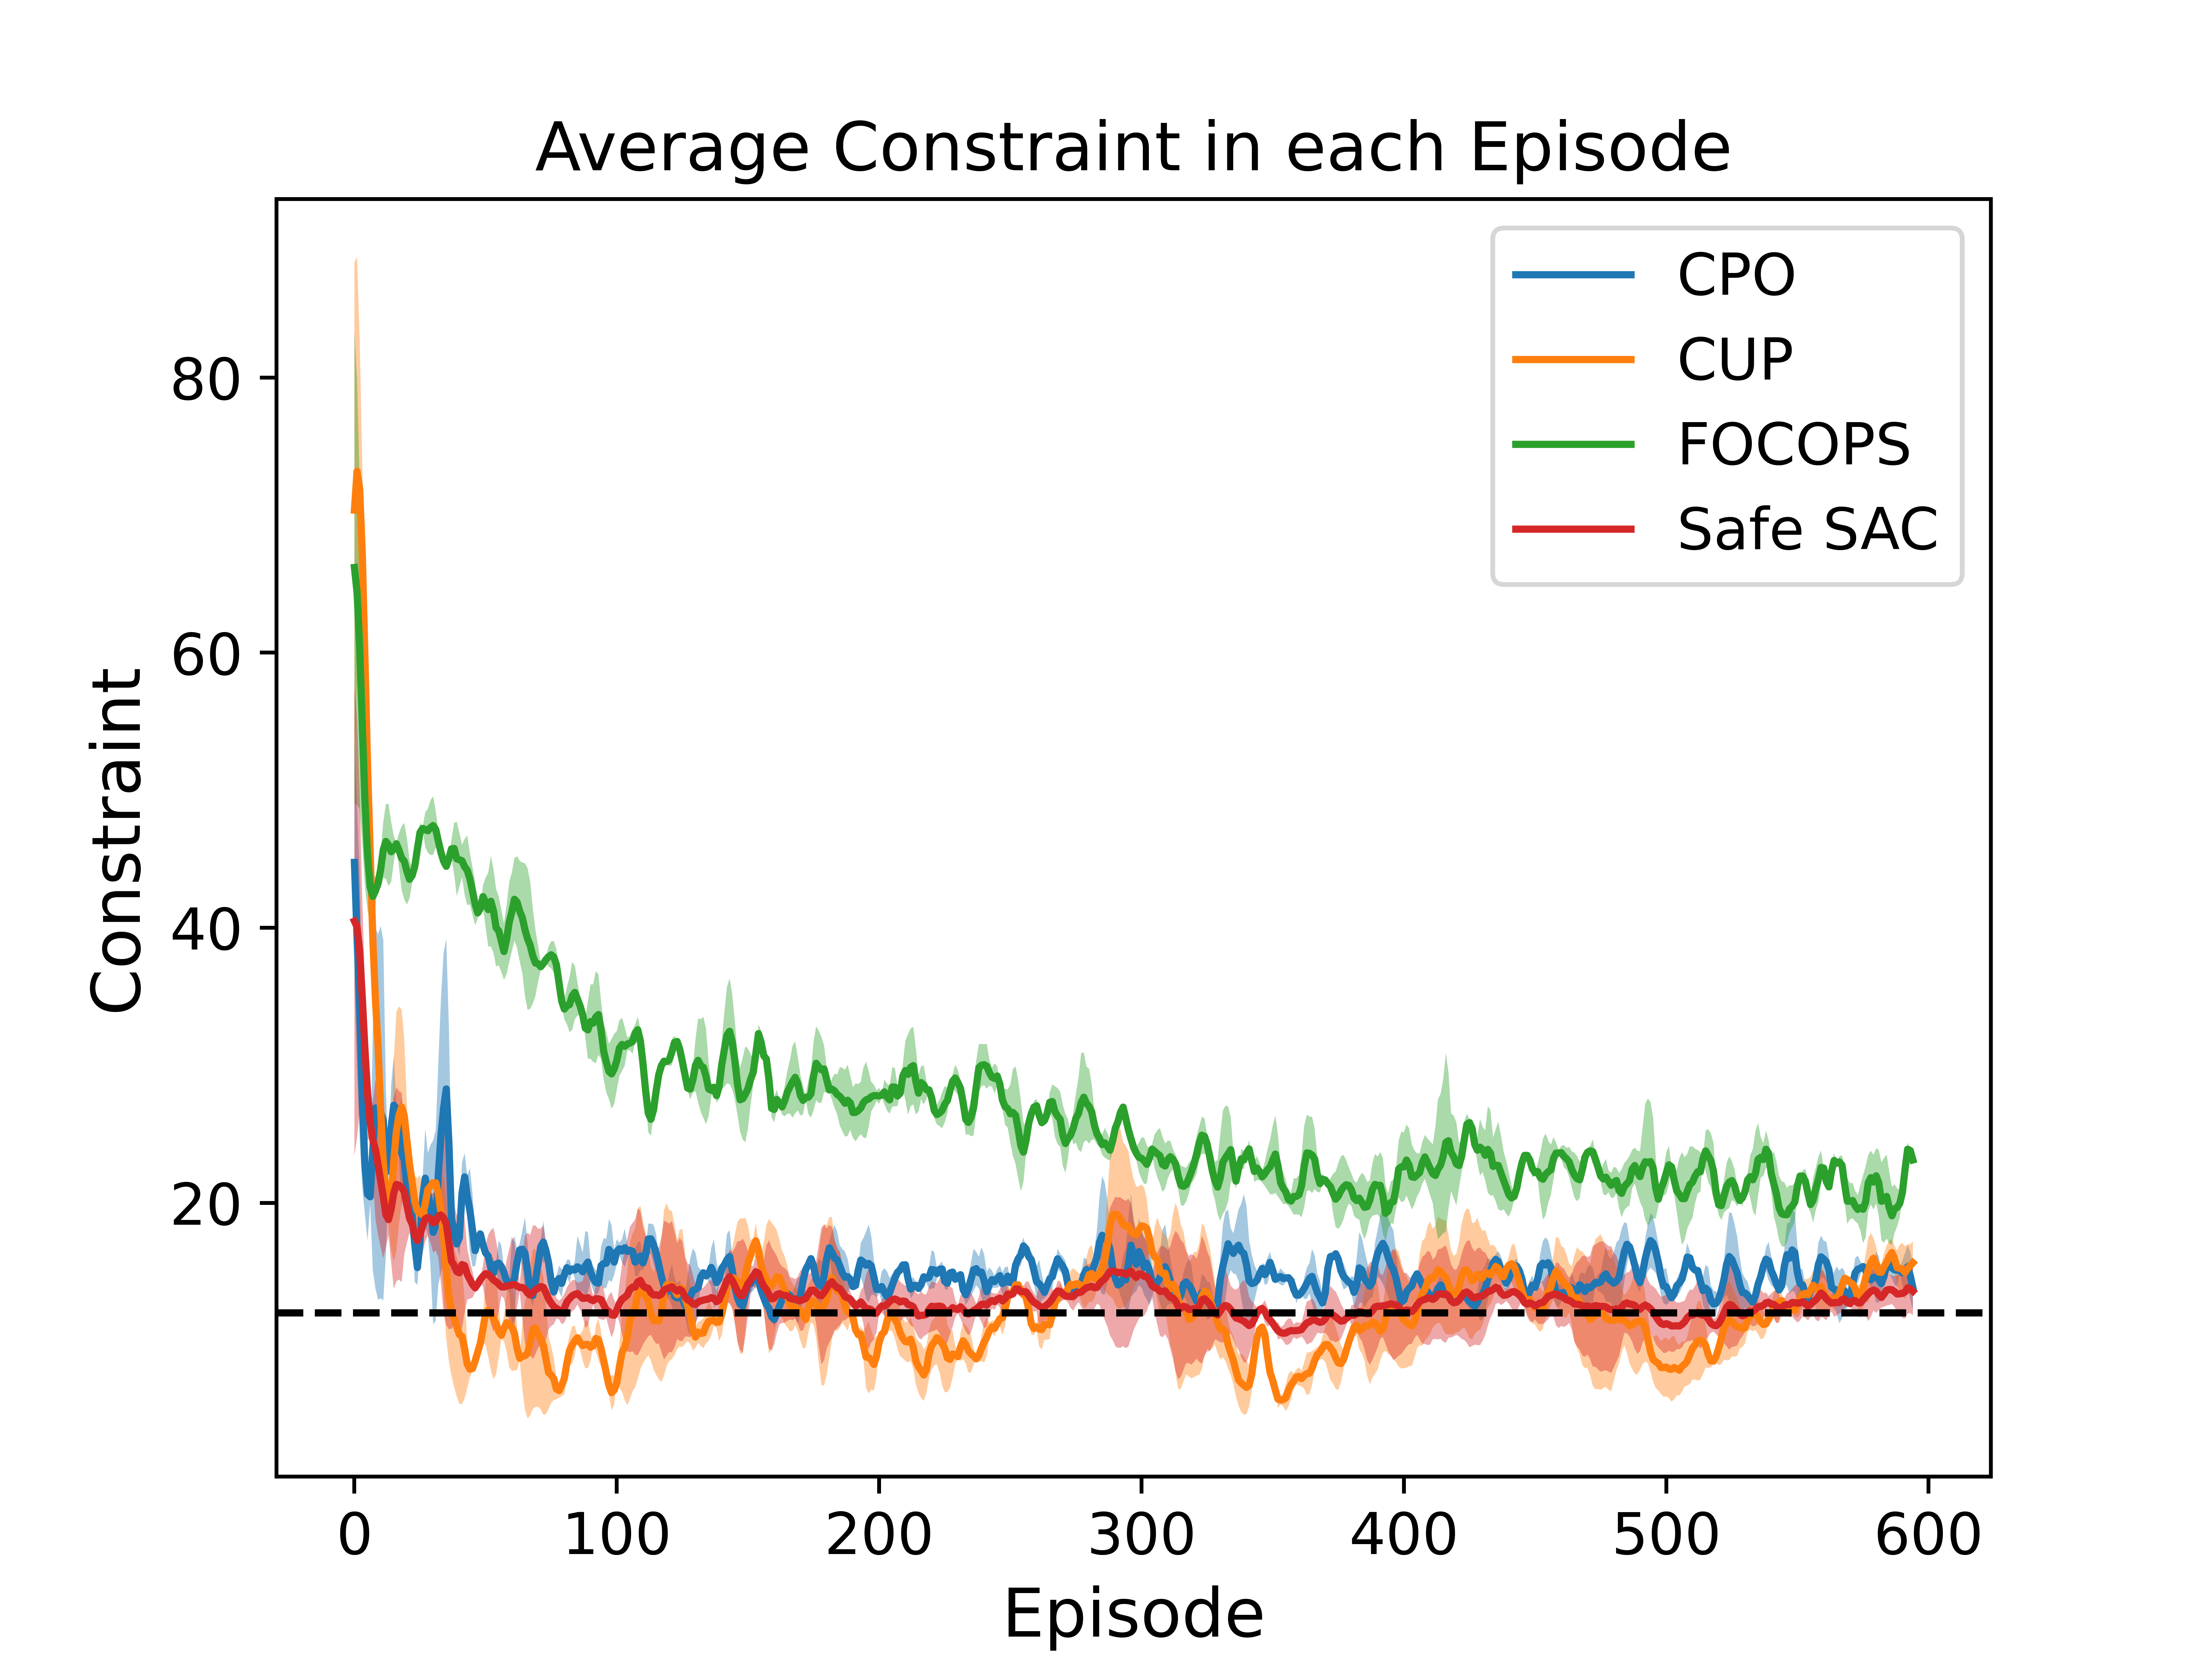 Average Constraint in each Episode
CPO
CUP
FOCOPS
Safe SAC
80
60
40
20
Constraint
0 100 200 300 400 500 600
Episode